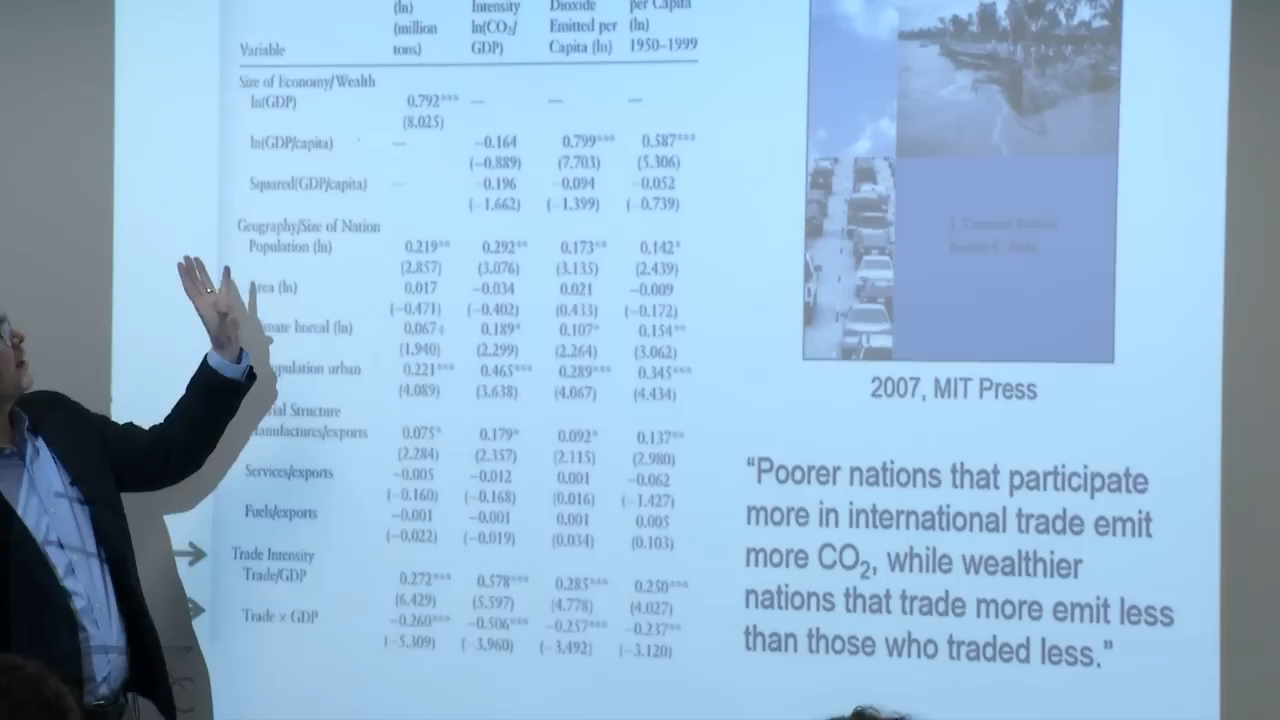 (ln) Intensity Dioxide per Capita
(million ln(CO2/ Emitted per (ln)
Variable tons) GDP) Capita (ln) 1950–1999
Size of Economy/Wealth
ln(GDP) 0.792*** — — —
(8.025)
ln(GDP/capita) — -0.164 0.799*** 0.587***
(-0.889) (7.703) (5.306)
Squared(GDP/capita) — -0.196 -0.094 -0.052
(-1.662) (-1.399) (-0.739)
Geography/Size of Nation
Population (ln) 0.219** 0.292** 0.173** 0.142*
(2.857) (3.076) (3.135) (2.439)
rea (ln) 0.017 -0.034 0.021 -0.009
(-0.471) (-0.402) (0.433) (-0.172)
mate boreal (ln) 0.067+ 0.189* 0.107* 0.154**
(1.940) (2.299) (2.264) (3.062)
opulation urban 0.221*** 0.465*** 0.289*** 0.345***
(4.089) (3.638) (4.067) (4.434)
rial Structure
anufactures/exports 0.075* 0.179* 0.092* 0.137**
(2.284) (2.357) (2.115) (2.980)
Services/exports -0.005 -0.012 0.001 -0.062
(-0.160) (-0.168) (0.016) (-1.427)
Fuels/exports -0.001 -0.001 0.001 0.005
(-0.022) (-0.019) (0.034) (0.103)
Trade Intensity
Trade/GDP 0.272*** 0.578*** 0.285*** 0.250***
(6.429) (5.597) (4.778) (4.027)
Trade × GDP -0.260*** -0.506*** -0.257*** -0.237**
(-5.309) (-3.960) (-3.492) (-3.120)
2007, MIT Press
“Poorer nations that participate
more in international trade emit
more CO2, while wealthier
nations that trade more emit less
than those who traded less.”